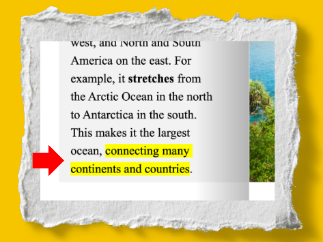 west, and North and South
America on the east. For
example, it stretches from
the Arctic Ocean in the north
to Antarctica in the south.
This makes it the largest
ocean, connecting many
continents and countries.